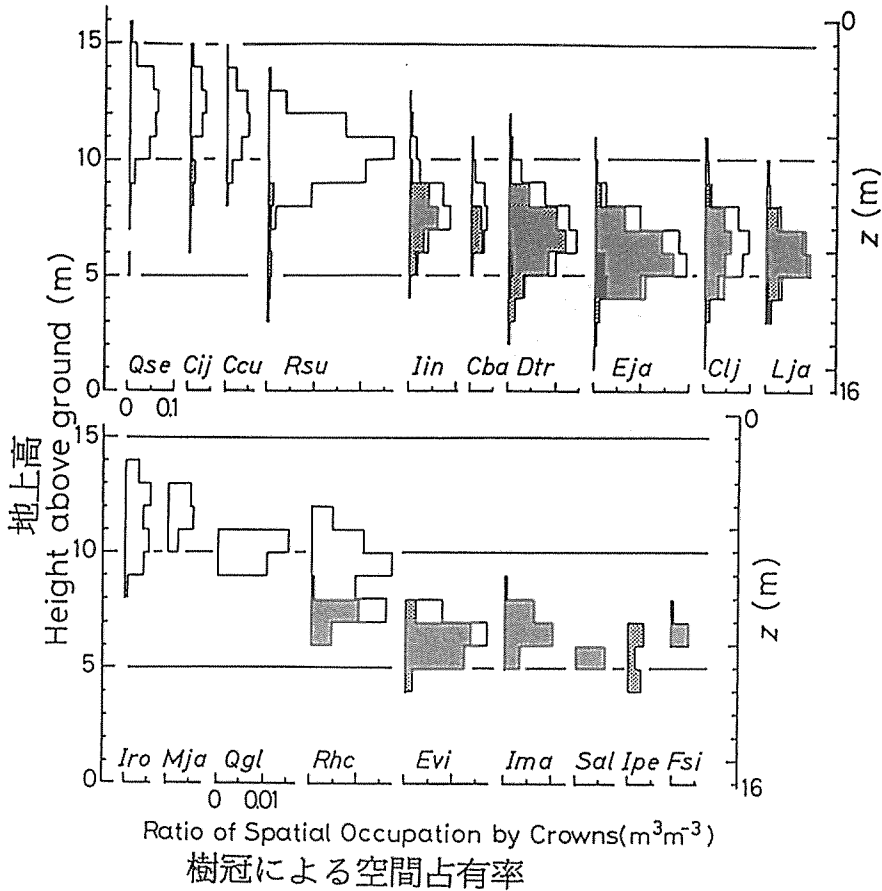 15
10
5
0
Height above ground (m)
地上高
0
z (m)
16
Qse Cij Ccu Rsu Iin Cba Dtr Eja Clj Lja
0 0.1
15
10
5
0
0
z (m)
16
Iro Mja Qgl Rhc Evi Ima Sal Ipe Fsi
0 0.01
Ratio of Spatial Occupation by Crowns(m³m⁻³)
樹冠による空間占有率